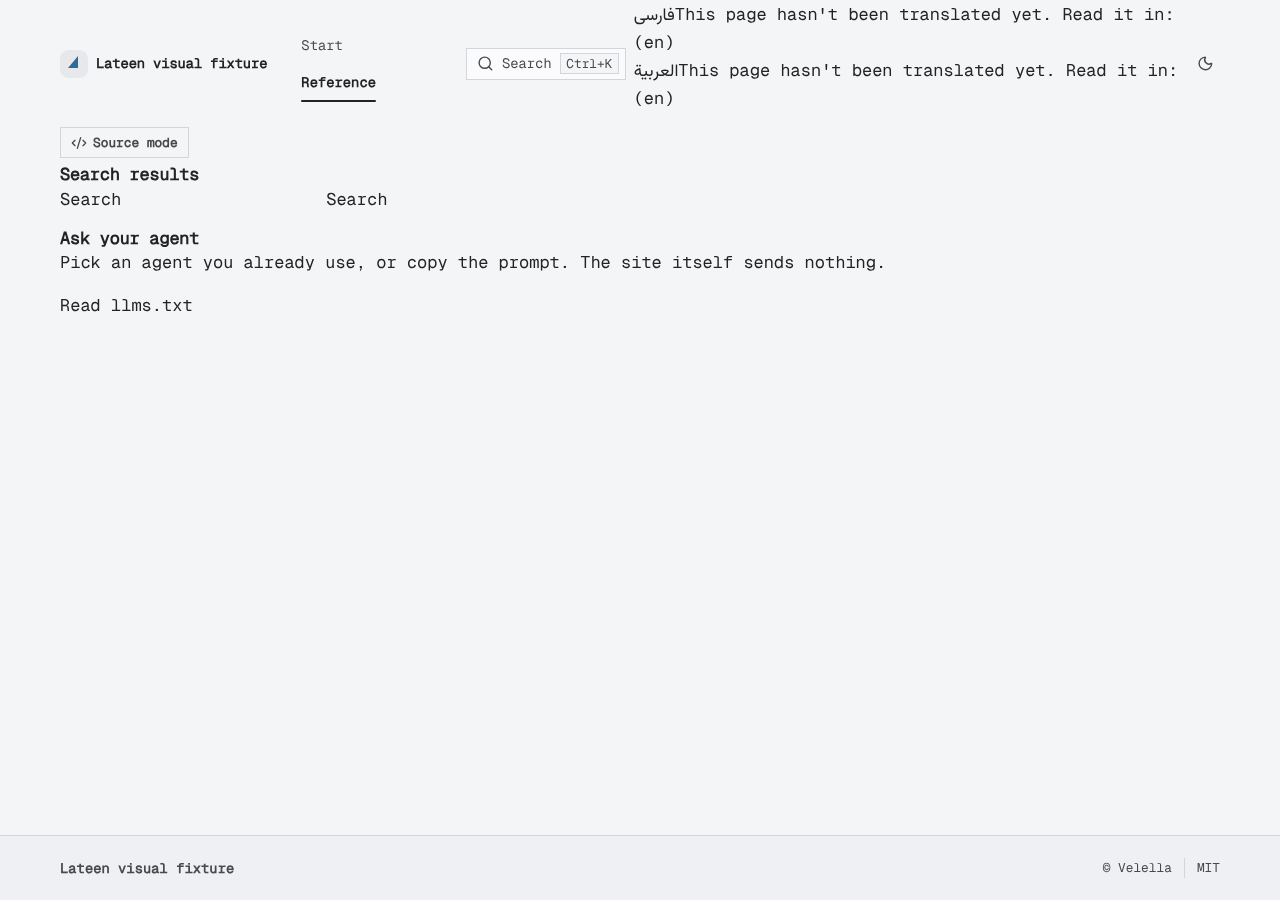 Lateen visual fixture
Start
Reference
Search Ctrl+K
فارسیThis page hasn't been translated yet. Read it in:
(en)
العربيةThis page hasn't been translated yet. Read it in:
(en)
Source mode
Search results
Search Search
Ask your agent
Pick an agent you already use, or copy the prompt. The site itself sends nothing.
Read llms.txt
Lateen visual fixture
© Velella MIT